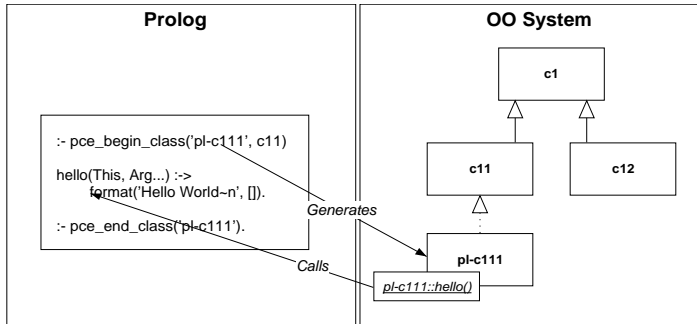 Prolog
:- pce_begin_class('pl-c111', c11)
hello(This, Arg...) :->
format('Hello World~n', []).
:- pce_end_class('pl-c111').
Generates
Calls
OO System
c1
c11
c12
pl-c111
pl-c111::hello()